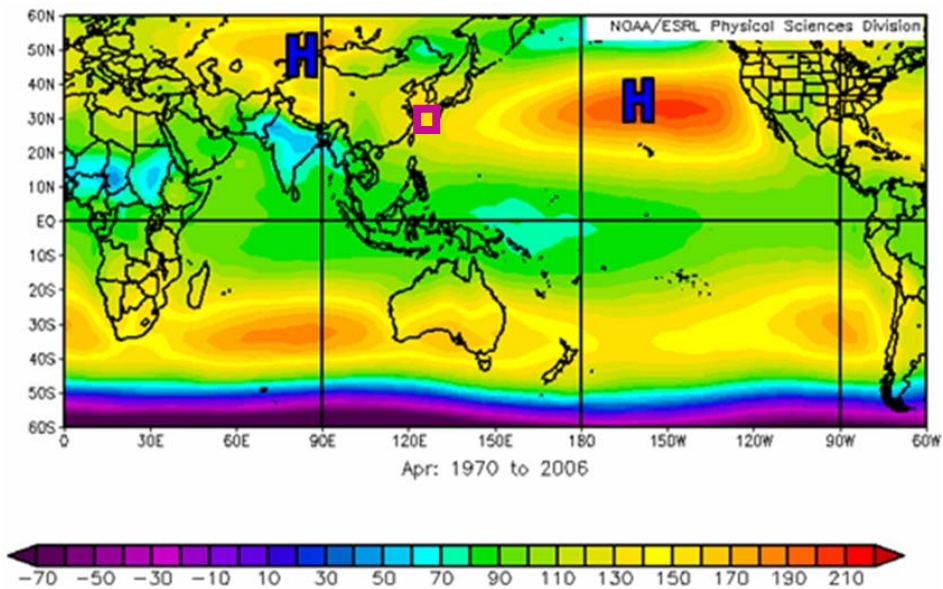 NOAA/ESRL Physical Sciences Division
60N
50N
40N
30N
20N
10N
EQ
10S
20S
30S
40S
50S
60S
H
H
0 30E 60E 90E 120E 150E 180 150W 120W 90W 60W
Apr: 1970 to 2006
-70 -50 -30 -10 10 30 50 70 90 110 130 150 170 190 210